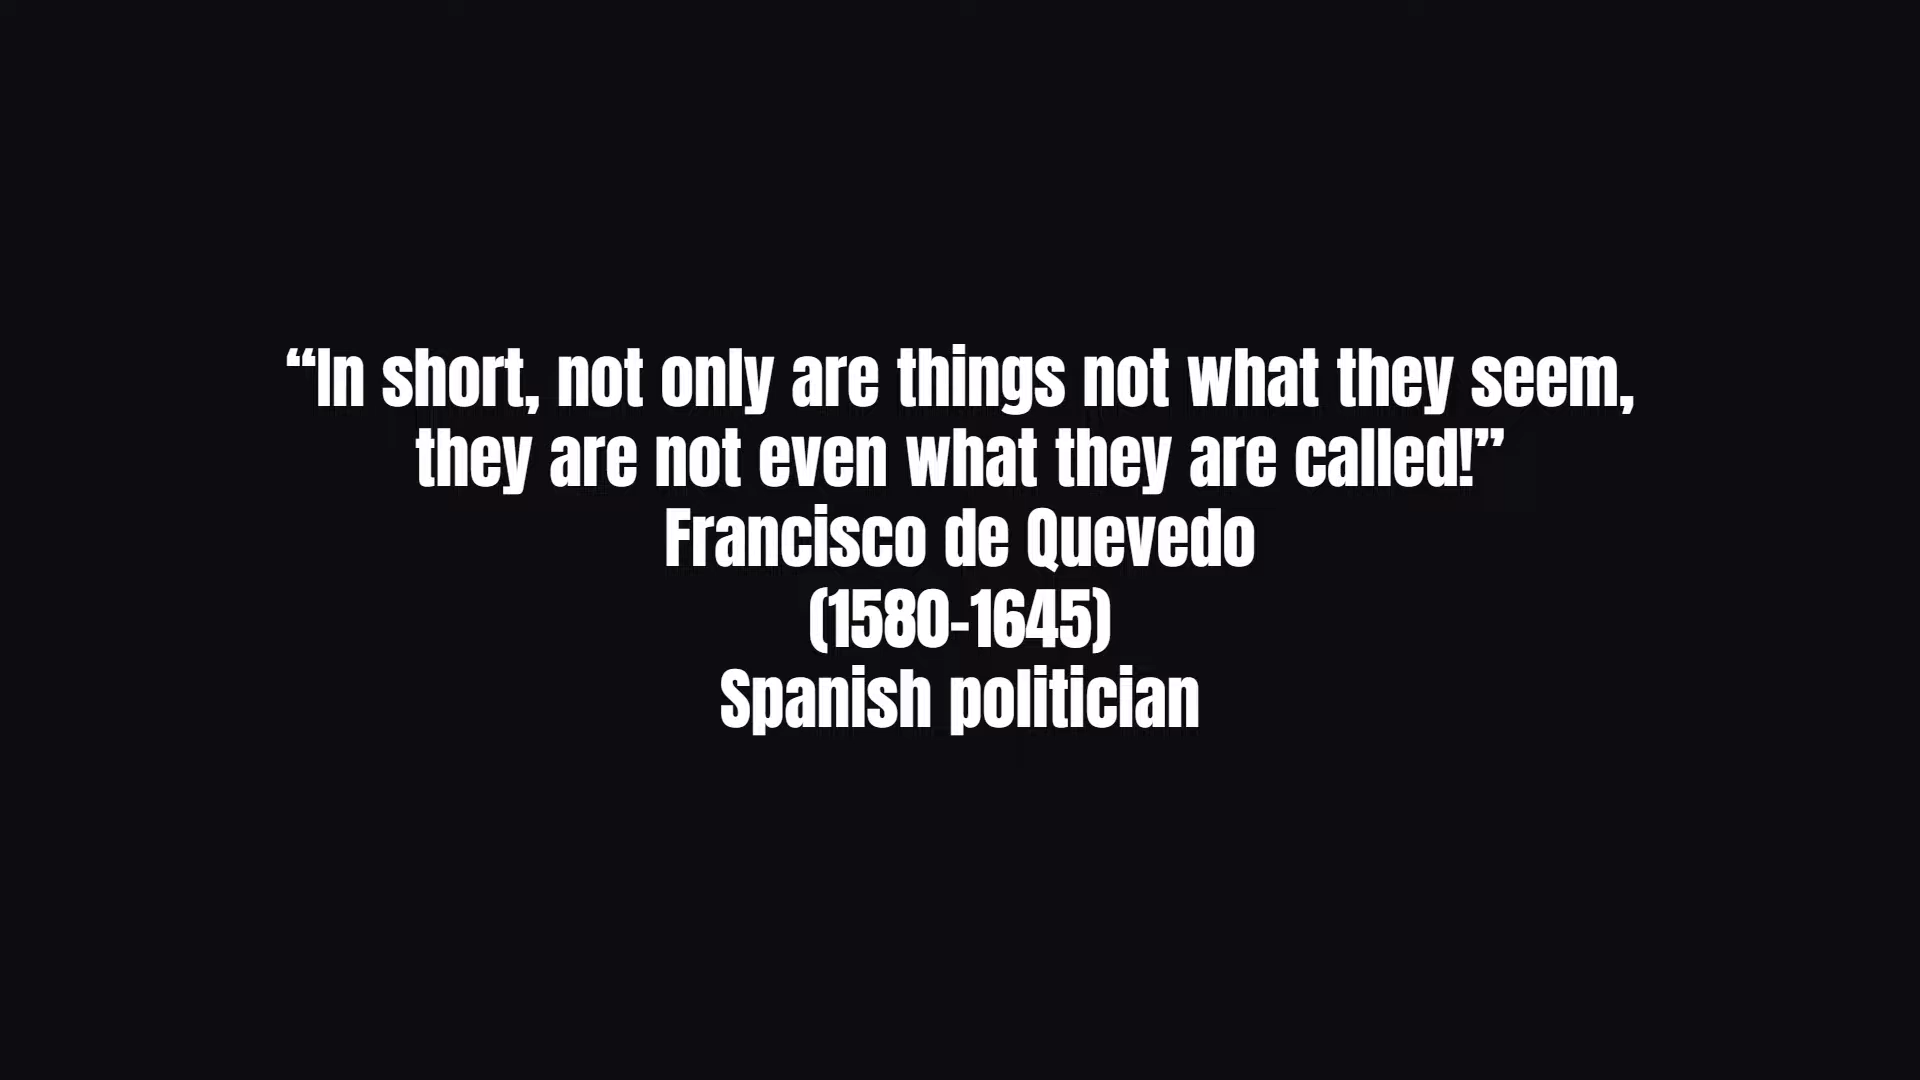 “In short, not only are things not what they seem,
they are not even what they are called!”
Francisco de Quevedo
(1580-1645)
Spanish politician